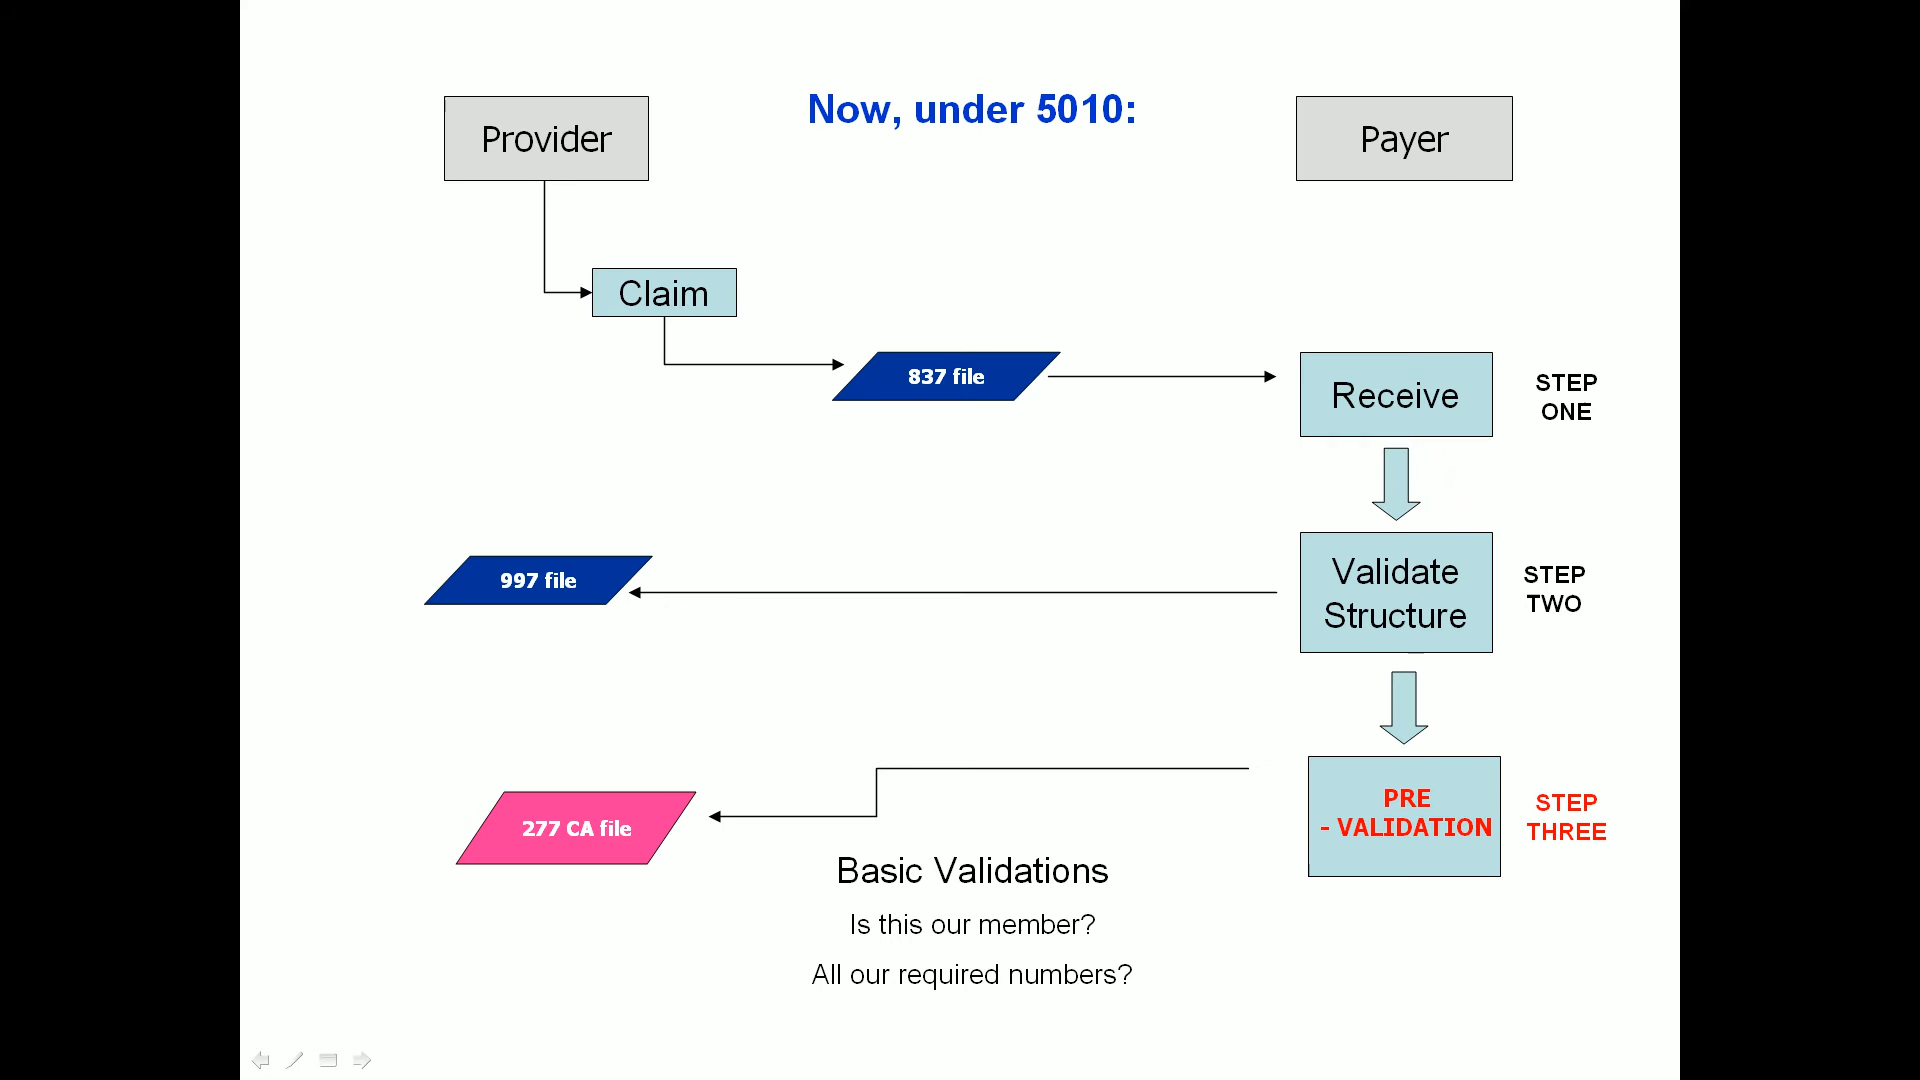 Now, under 5010:
Provider
Payer
Claim
837 file
Receive
STEP
ONE
997 file
Validate
Structure
STEP
TWO
277 CA file
PRE
- VALIDATION
STEP
THREE
Basic Validations
Is this our member?
All our required numbers?